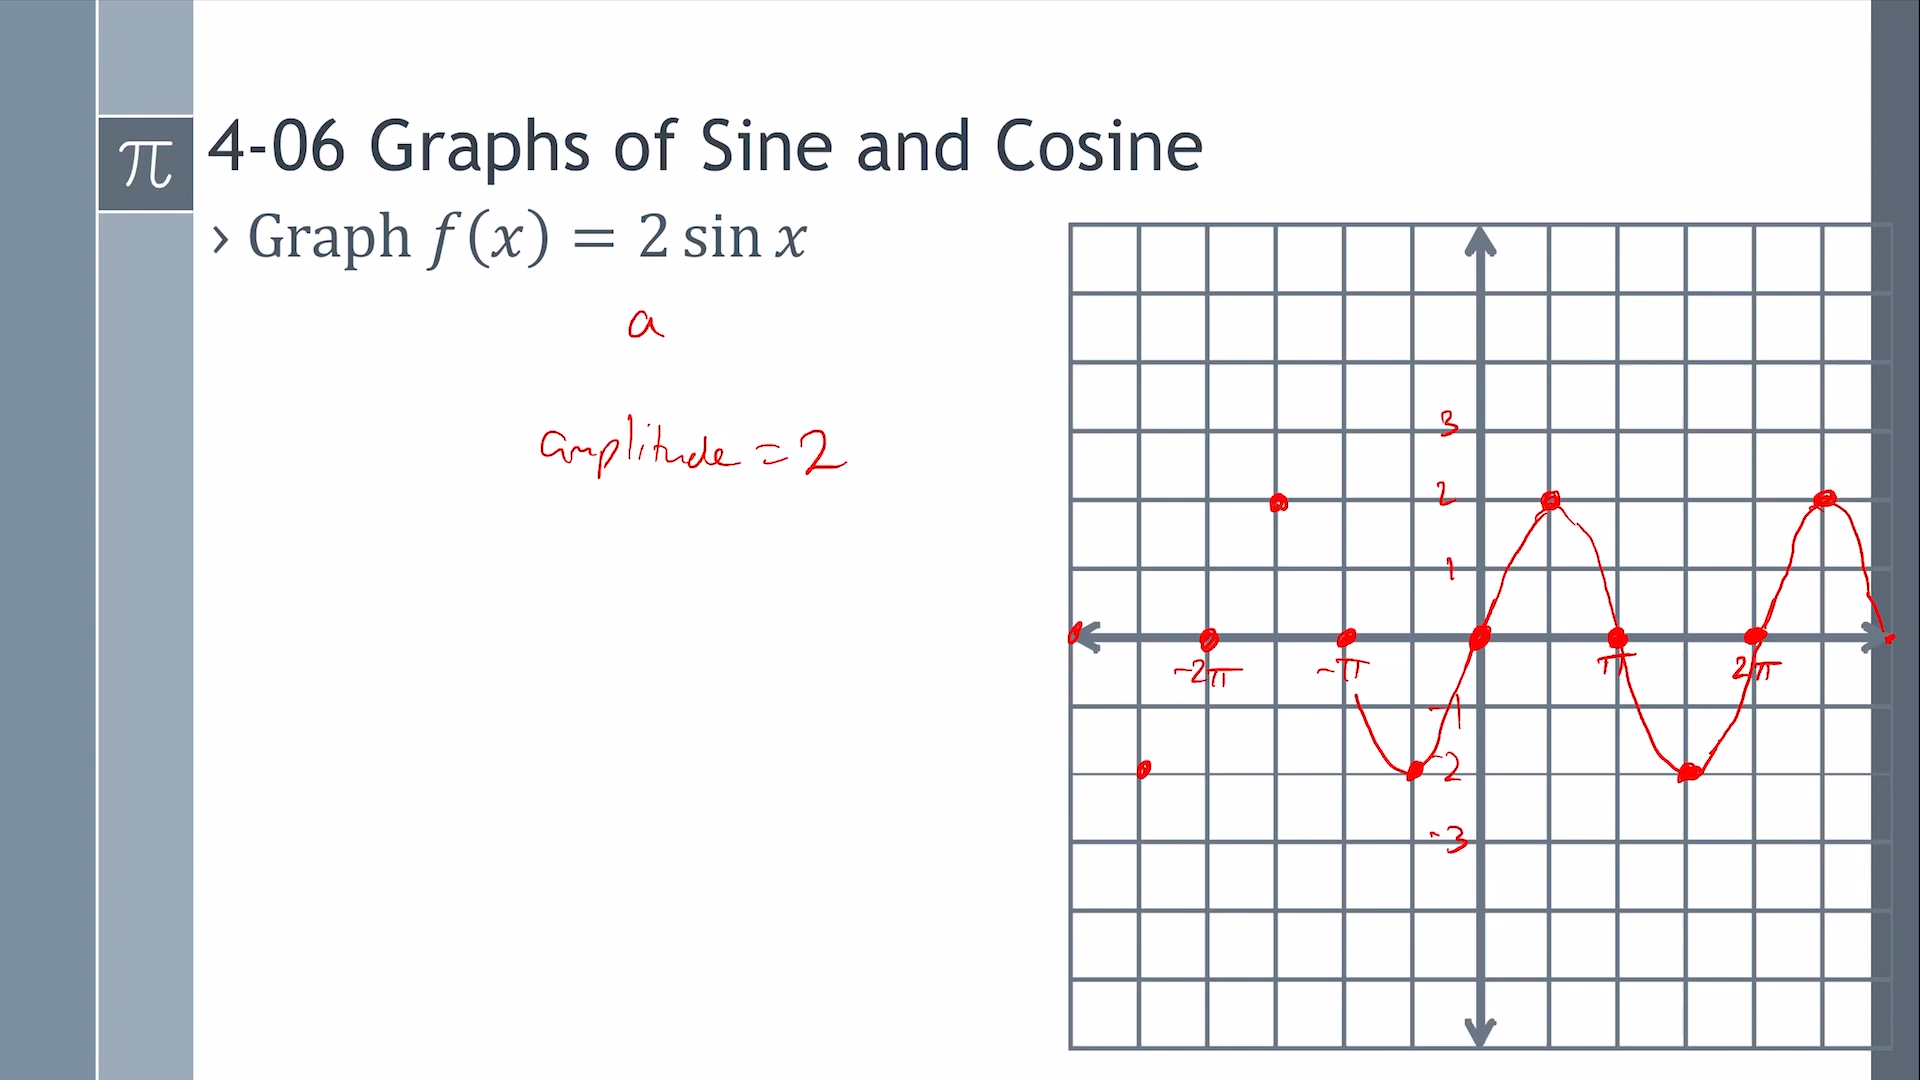 π 4-06 Graphs of Sine and Cosine
› Graph f(x) = 2 sin x
a
amplitude = 2
3
2
1
-2π -π π 2π
-1
-2
-3